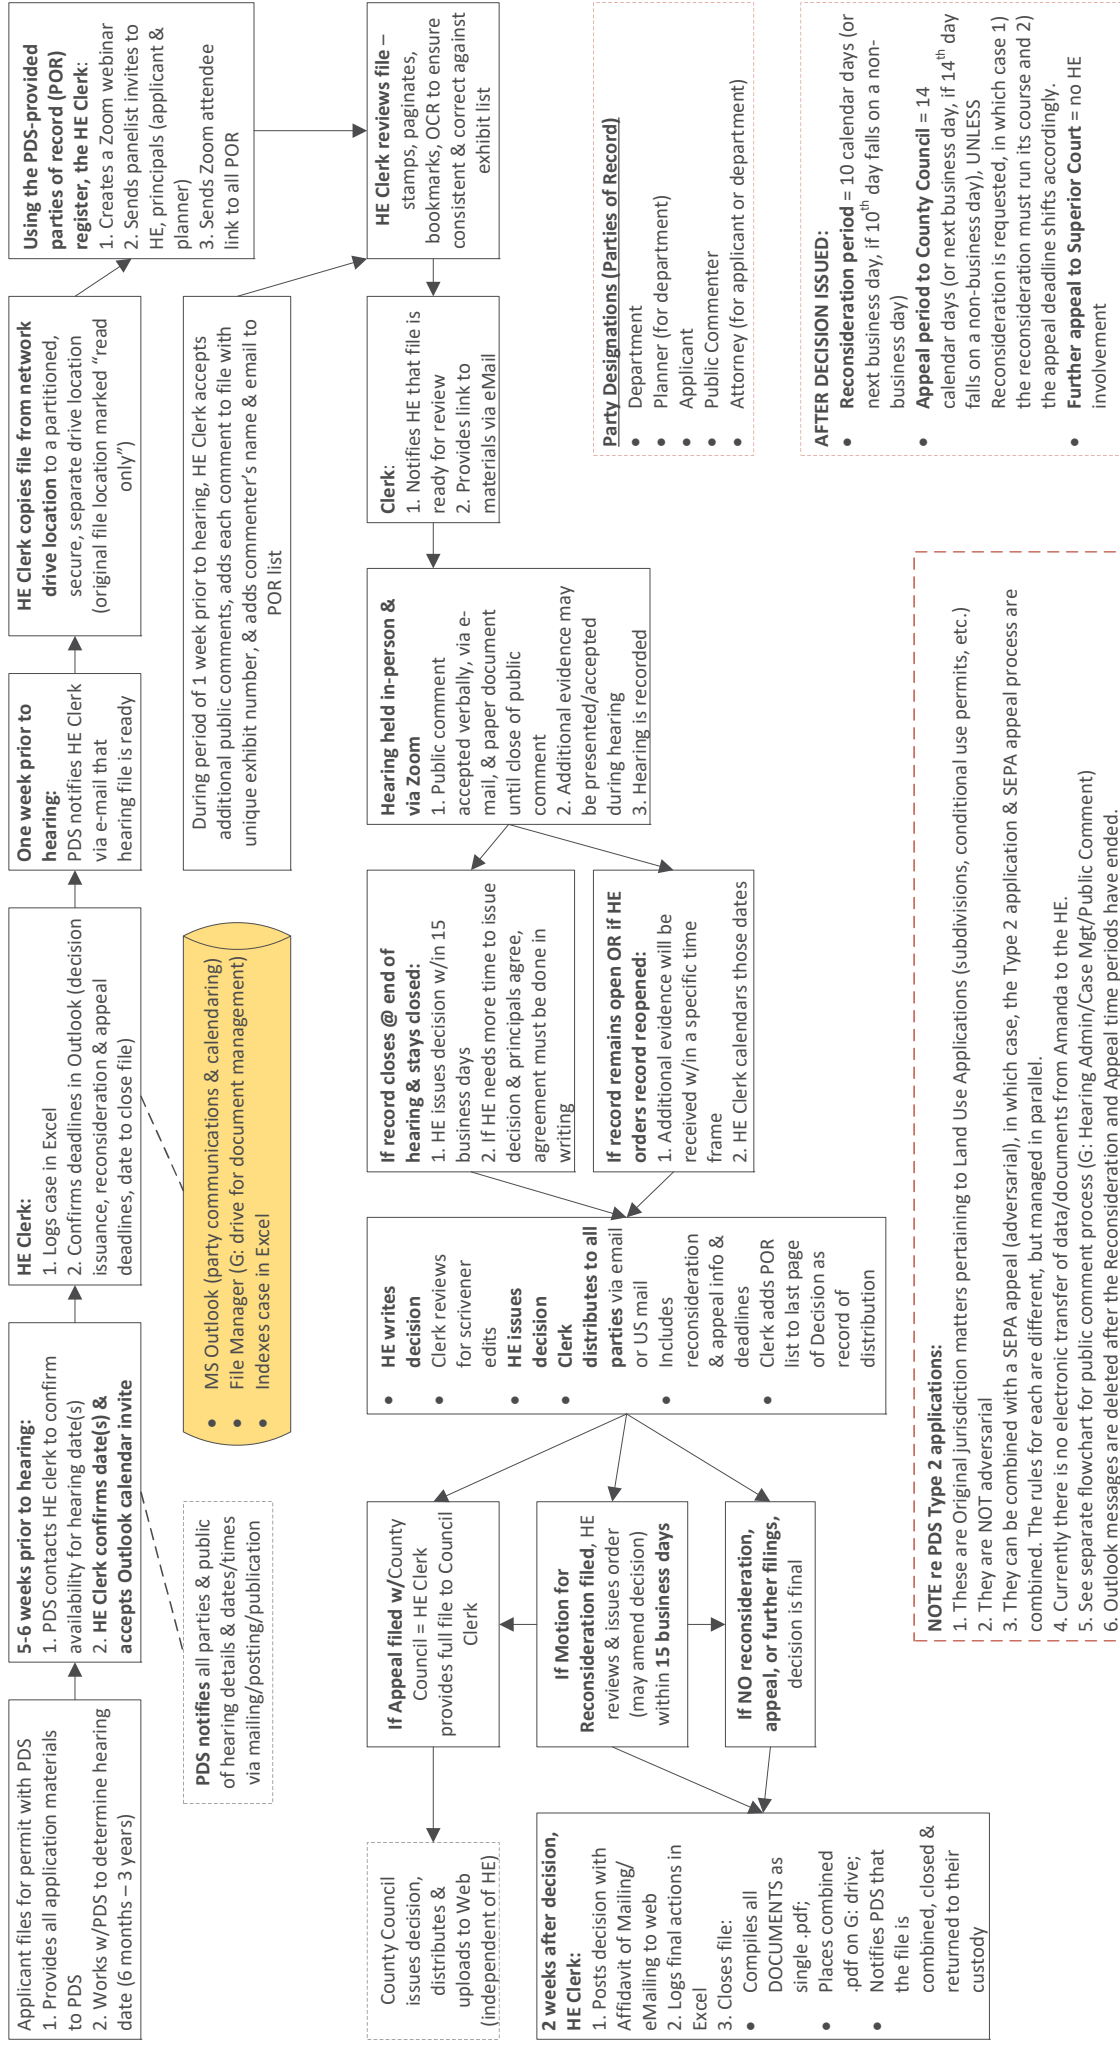 Applicant files for permit with PDS
1. Provides all application materials
to PDS
2. Works w/PDS to determine hearing
date (6 months – 3 years)
5-6 weeks prior to hearing:
1. PDS contacts HE clerk to confirm
availability for hearing date(s)
2. HE Clerk confirms date(s) &
accepts Outlook calendar invite
HE Clerk:
1. Logs case in Excel
2. Confirms deadlines in Outlook (decision
issuance, reconsideration & appeal
deadlines, date to close file)
One week prior to
hearing:
PDS notifies HE Clerk
via e-mail that
hearing file is ready
HE Clerk copies file from network
drive location to a partitioned,
secure, separate drive location
(original file location marked “read
only”)
Using the PDS-provided
parties of record (POR)
register, the HE Clerk:
1. Creates a Zoom webinar
2. Sends panelist invites to
HE, principals (applicant &
planner)
3. Sends Zoom attendee
link to all POR
PDS notifies all parties & public
of hearing details & dates/times
via mailing/posting/publication
• MS Outlook (party communications & calendaring)
• File Manager (G: drive for document management)
• Indexes case in Excel
During period of 1 week prior to hearing, HE Clerk accepts
additional public comments, adds each comment to file with
unique exhibit number, & adds commenter’s name & email to
POR list
HE Clerk reviews file –
stamps, paginates,
bookmarks, OCR to ensure
consistent & correct against
exhibit list
Clerk:
1. Notifies HE that file is
ready for review
2. Provides link to
materials via eMail
Hearing held in-person &
via Zoom
1. Public comment
accepted verbally, via e-
mail, & paper document
until close of public
comment
2. Additional evidence may
be presented/accepted
during hearing
3. Hearing is recorded
If record closes @ end of
hearing & stays closed:
1. HE issues decision w/in 15
business days
2. If HE needs more time to issue
decision & principals agree,
agreement must be done in
writing
If record remains open OR if HE
orders record reopened:
1. Additional evidence will be
received w/in a specific time
frame
2. HE Clerk calendars those dates
• HE writes
decision
• Clerk reviews
for scrivener
edits
• HE issues
decision
• Clerk
distributes to all
parties via email
or US mail
• Includes
reconsideration
& appeal info &
deadlines
• Clerk adds POR
list to last page
of Decision as
record of
distribution
If Appeal filed w/County
Council = HE Clerk
provides full file to Council
Clerk
If Motion for
Reconsideration filed, HE
reviews & issues order
(may amend decision)
within 15 business days
If NO reconsideration,
appeal, or further filings,
decision is final
County Council
issues decision,
distributes &
uploads to Web
(independent of HE)
2 weeks after decision,
HE Clerk:
1. Posts decision with
Affidavit of Mailing/
eMailing to web
2. Logs final actions in
Excel
3. Closes file:
• Compiles all
DOCUMENTS as
single .pdf;
• Places combined
.pdf on G: drive;
• Notifies PDS that
the file is
combined, closed &
returned to their
custody
Party Designations (Parties of Record)
• Department
• Planner (for department)
• Applicant
• Public Commenter
• Attorney (for applicant or department)
NOTE re PDS Type 2 applications:
1. These are Original jurisdiction matters pertaining to Land Use Applications (subdivisions, conditional use permits, etc.)
2. They are NOT adversarial
3. They can be combined with a SEPA appeal (adversarial), in which case, the Type 2 application & SEPA appeal process are
combined. The rules for each are different, but managed in parallel.
4. Currently there is no electronic transfer of data/documents from Amanda to the HE.
5. See separate flowchart for public comment process (G: Hearing Admin/Case Mgt/Public Comment)
6. Outlook messages are deleted after the Reconsideration and Appeal time periods have ended.
AFTER DECISION ISSUED:
• Reconsideration period = 10 calendar days (or
next business day, if 10th day falls on a non-
business day)
• Appeal period to County Council = 14
calendar days (or next business day, if 14th day
falls on a non-business day), UNLESS
Reconsideration is requested, in which case 1)
the reconsideration must run its course and 2)
the appeal deadline shifts accordingly.
• Further appeal to Superior Court = no HE
involvement